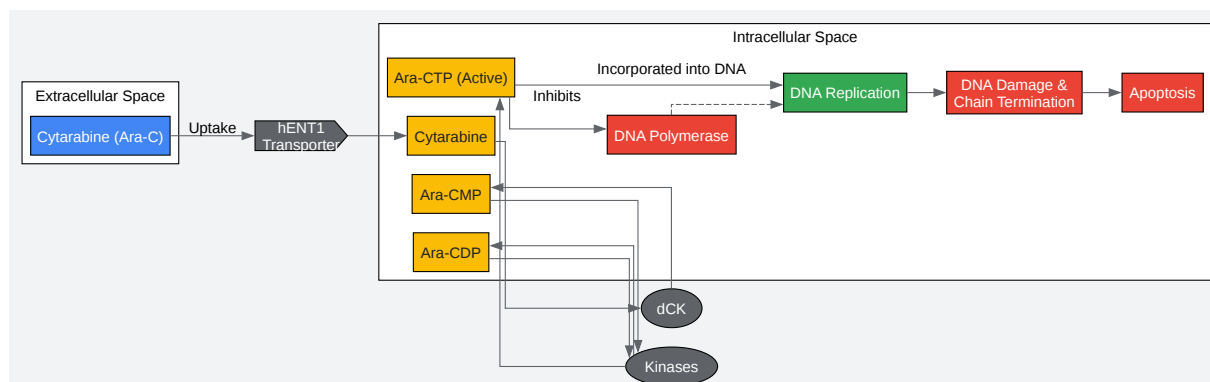 Intracellular Space
Extracellular Space
Cytarabine (Ara-C)
Uptake
hENT1
Transporter
Ara-CTP (Active)
Cytarabine
Ara-CMP
Ara-CDP
Incorporated into DNA
Inhibits
DNA Polymerase
DNA Replication
DNA Damage &
Chain Termination
Apoptosis
dCK
Kinases